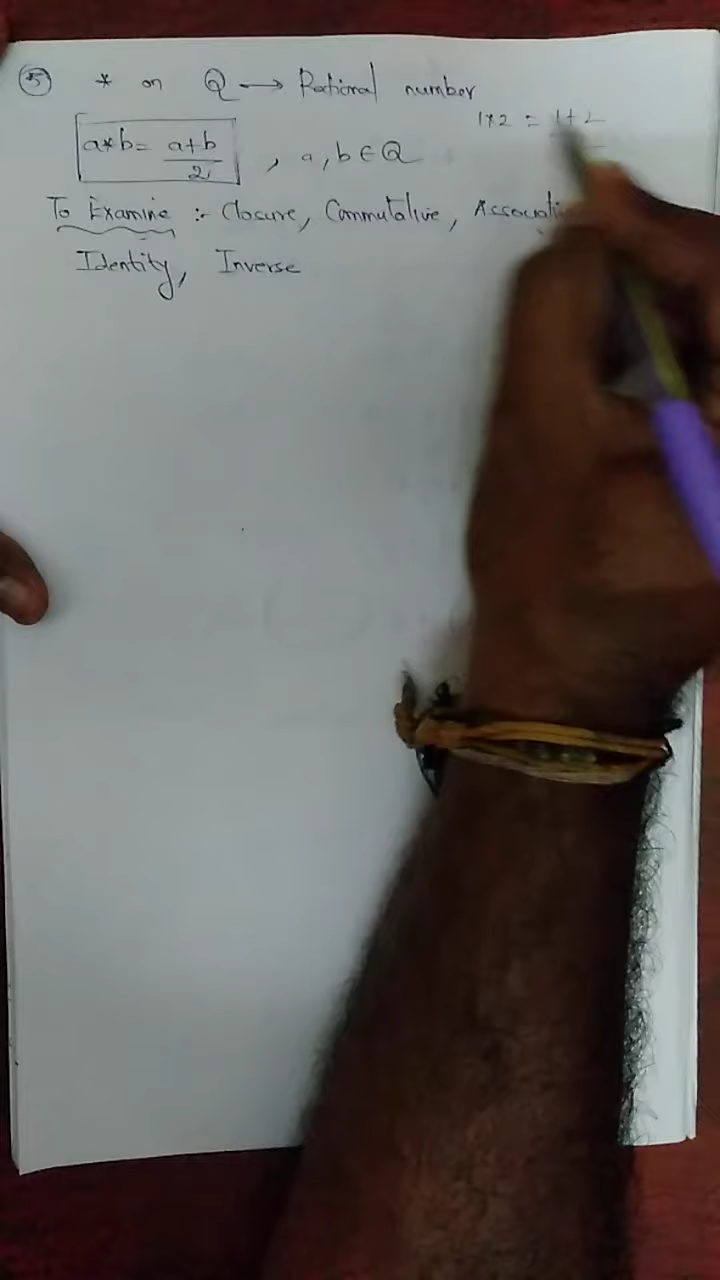 ⑤ * on Q → Rational number
1*2 = 1+2
a*b = a+b/2 , a, b ∈ Q
To Examine :- Closure, Commutative,
Identity, Inverse